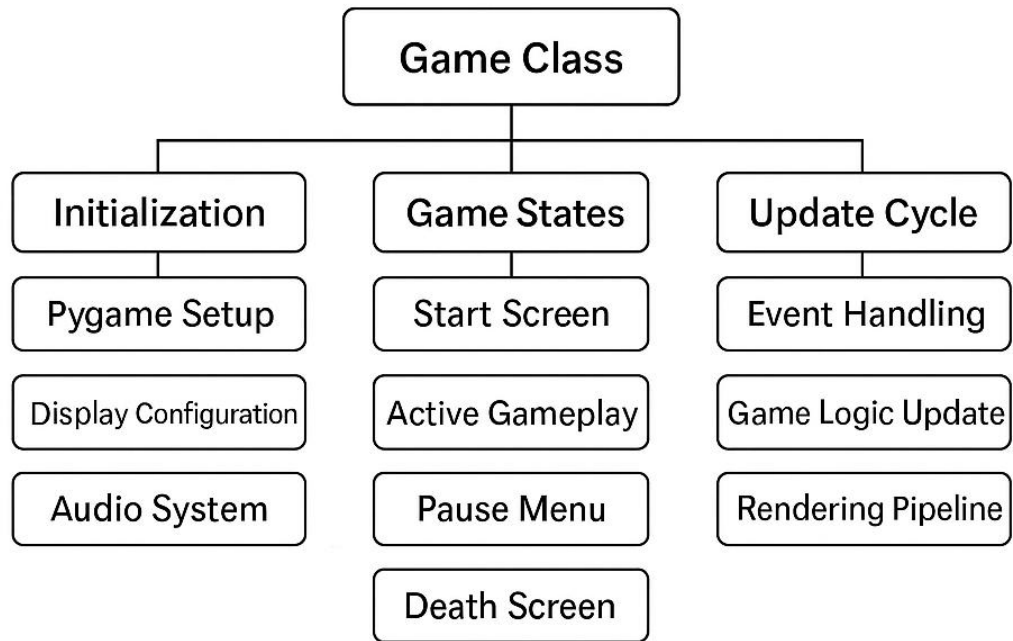 Game Class
Initialization
Game States
Update Cycle
Pygame Setup
Start Screen
Event Handling
Display Configuration
Active Gameplay
Game Logic Update
Audio System
Pause Menu
Rendering Pipeline
Death Screen